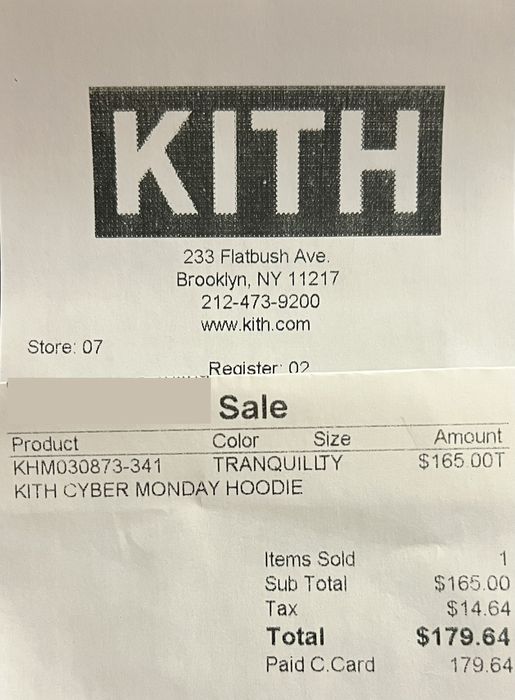 KITH
233 Flatbush Ave.
Brooklyn, NY 11217
212-473-9200
www.kith.com
Store: 07
Register: 02
Sale
Product Color Size Amount
KHM030873-341 TRANQUILLTY $165.00T
KITH CYBER MONDAY HOODIE
Items Sold 1
Sub Total $165.00
Tax $14.64
Total $179.64
Paid C.Card 179.64